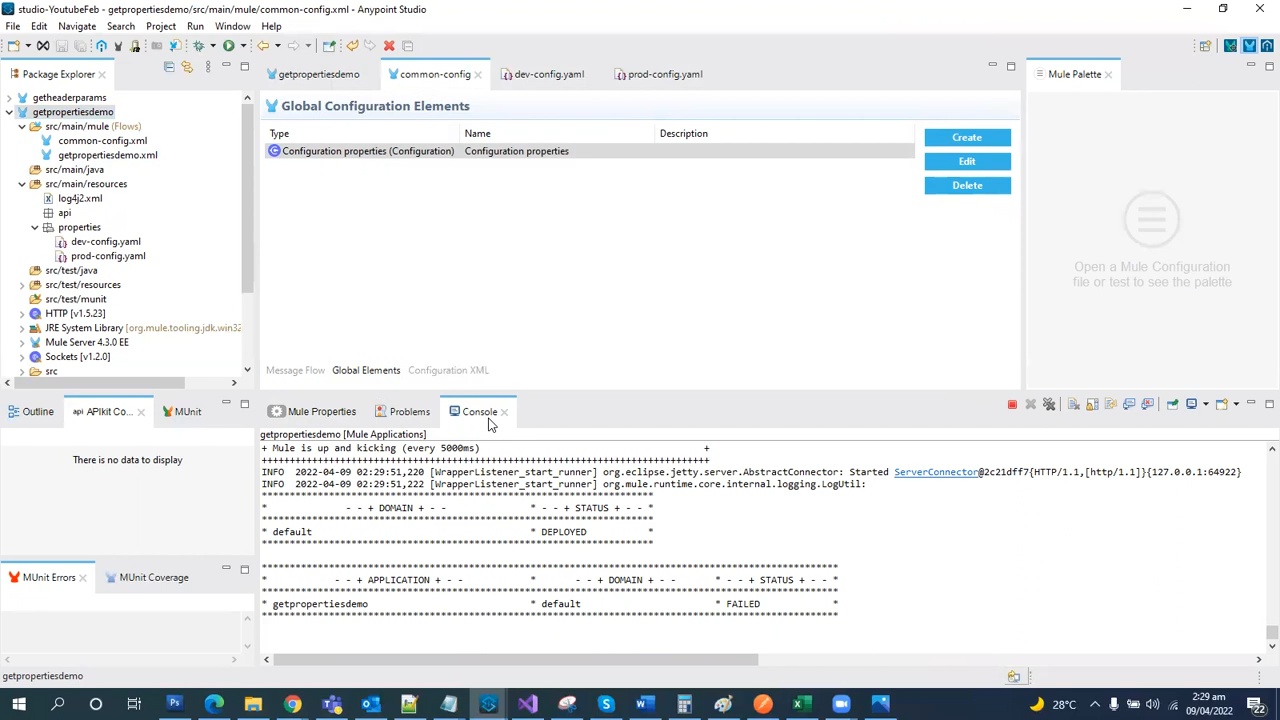 studio-YoutubeFeb - getpropertiesdemo/src/main/mule/common-config.xml - Anypoint Studio
File Edit Navigate Search Project Run Window Help
Package Explorer
getheaderparams
getpropertiesdemo
src/main/mule (Flows)
common-config.xml
getpropertiesdemo.xml
src/main/java
src/main/resources
log4j2.xml
api
properties
dev-config.yaml
prod-config.yaml
src/test/java
src/test/resources
src/test/munit
HTTP [v1.5.23]
JRE System Library [org.mule.tooling.jdk.win32
Mule Server 4.3.0 EE
Sockets [v1.2.0]
src
getpropertiesdemo common-config dev-config.yaml prod-config.yaml
Global Configuration Elements
Type Name Description
Configuration properties (Configuration) Configuration properties
Create
Edit
Delete
Message Flow Global Elements Configuration XML
Mule Palette
Open a Mule Configuration
file or test to see the palette
Outline API APIkit Co... MUnit
There is no data to display
MUnit Errors MUnit Coverage
Mule Properties Problems Console
getpropertiesdemo [Mule Applications]
+ Mule is up and kicking (every 5000ms) +
++++++++++++++++++++++++++++++++++++++++++++++++++++++++++++++++++++++++++
INFO 2022-04-09 02:29:51,220 [WrapperListener_start_runner] org.eclipse.jetty.server.AbstractConnector: Started ServerConnector@2c21dff7{HTTP/1.1,[http/1.1]}{127.0.0.1:64922}
INFO 2022-04-09 02:29:51,222 [WrapperListener_start_runner] org.mule.runtime.core.internal.logging.LogUtil:
*****************************************************************
* - - + DOMAIN + - - * - - + STATUS + - - *
*****************************************************************
* default * DEPLOYED *
*****************************************************************
************************************************************************************************
* - - + APPLICATION + - - * - - + DOMAIN + - - * - - + STATUS + - - *
************************************************************************************************
* getpropertiesdemo * default * FAILED *
************************************************************************************************
getpropertiesdemo
28°C
2:29 am
09/04/2022
22